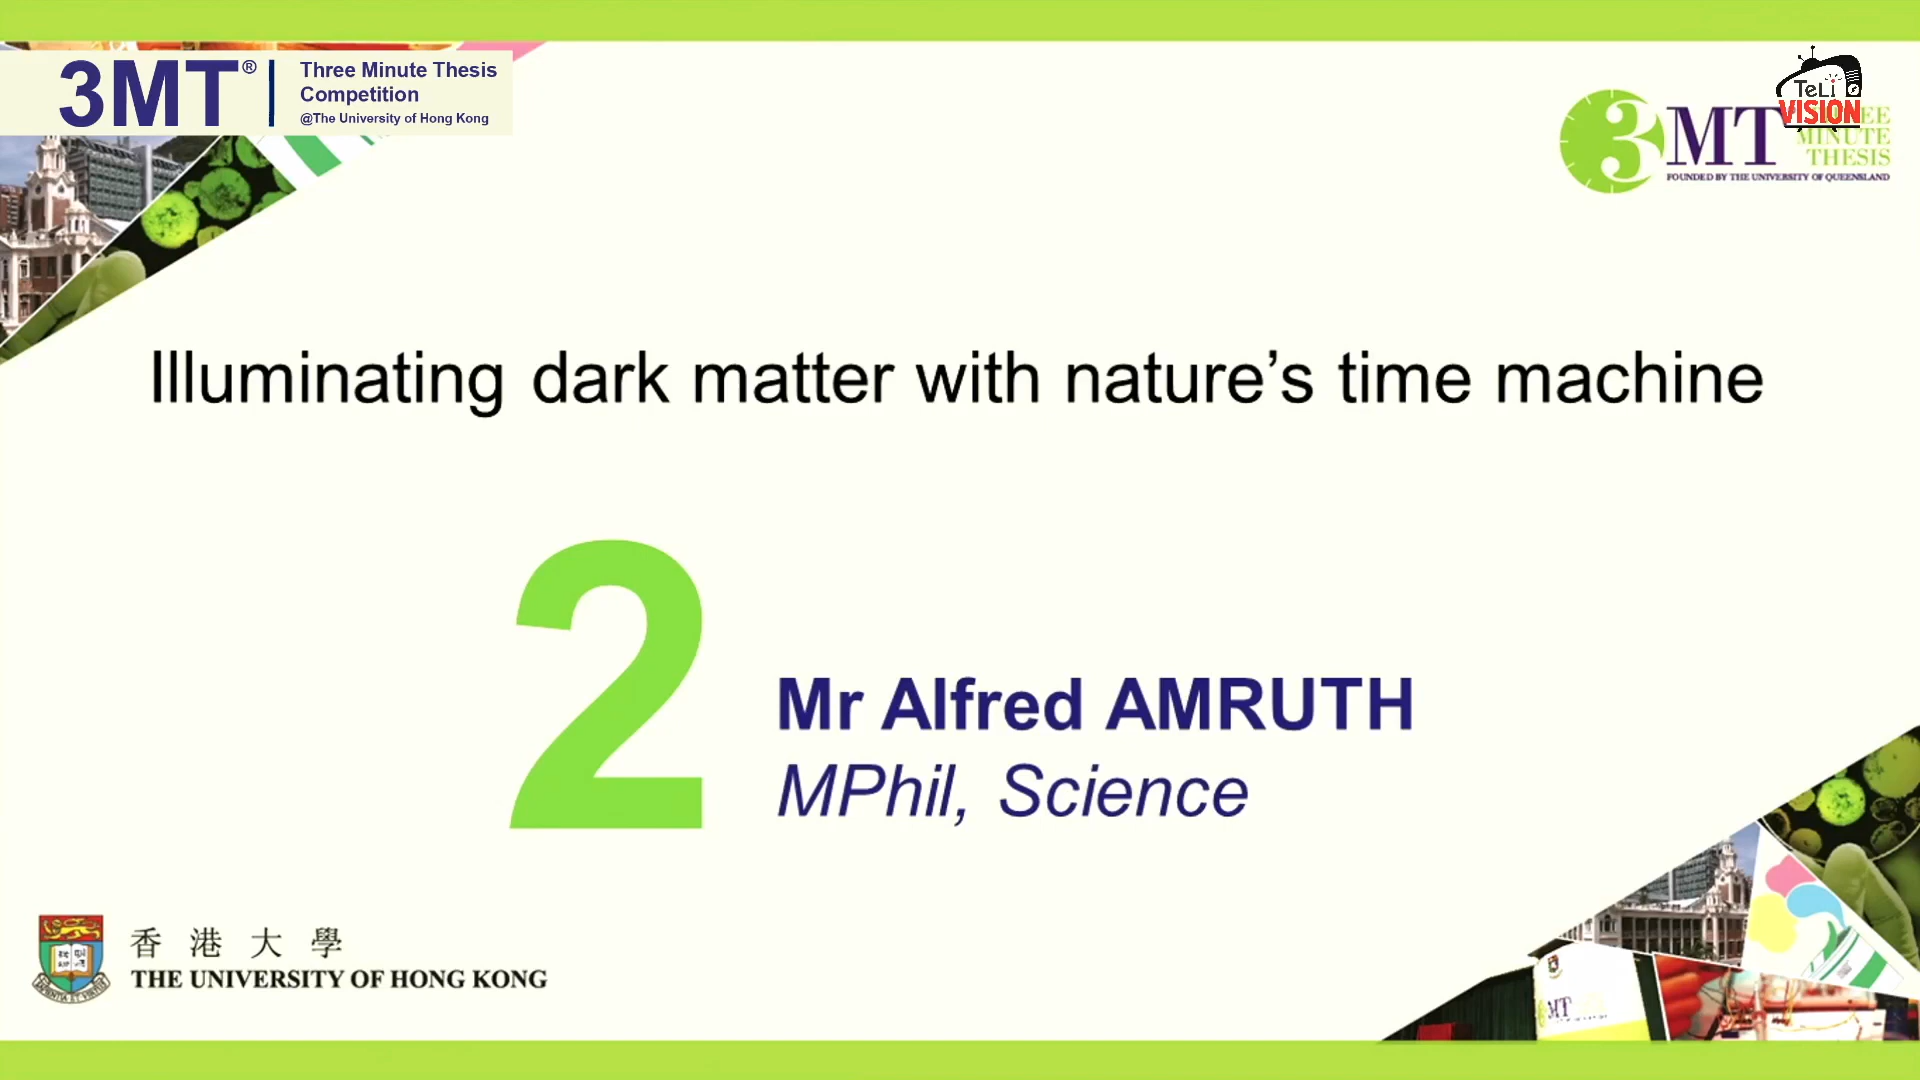 3MT®
Three Minute Thesis
Competition
@The University of Hong Kong
TeLi
VISION
3MT
MINUTE
THESIS
FOUNDED BY THE UNIVERSITY OF QUEENSLAND
Illuminating dark matter with nature’s time machine
2
Mr Alfred AMRUTH
MPhil, Science
香港大學
THE UNIVERSITY OF HONG KONG
MT